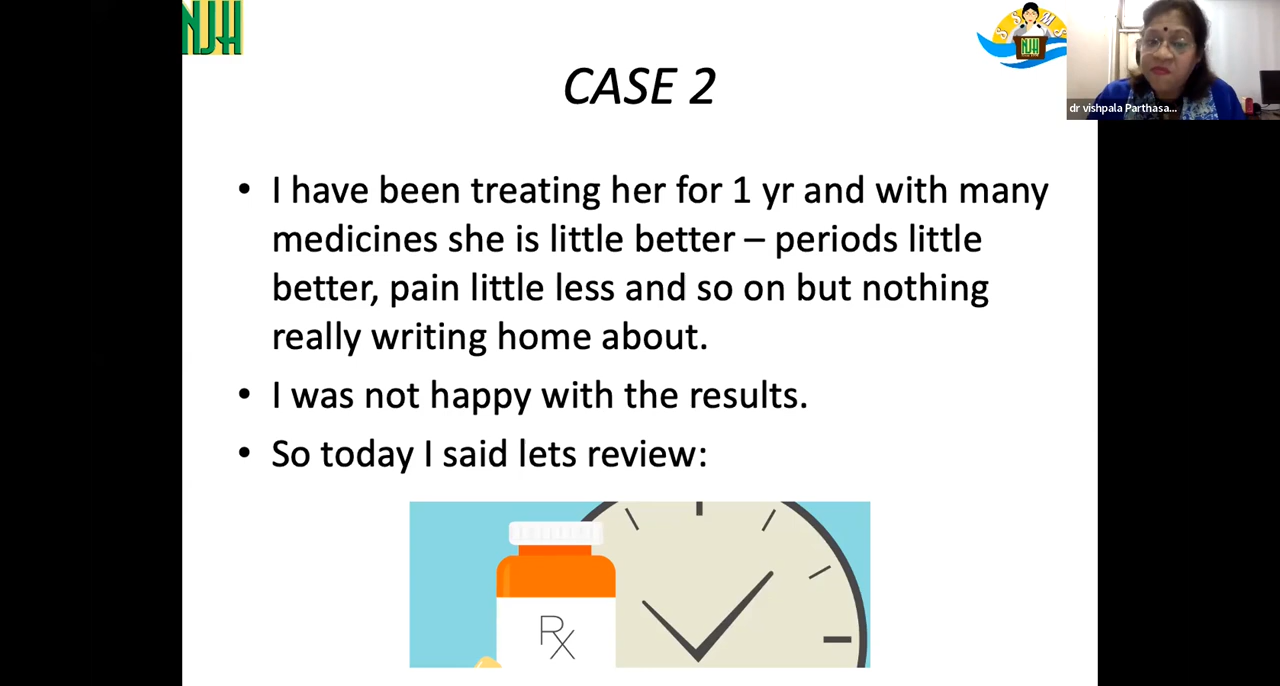 NJH
SSMS
NJH
dr vishpala Parthasa...
CASE 2
• I have been treating her for 1 yr and with many
medicines she is little better – periods little
better, pain little less and so on but nothing
really writing home about.
• I was not happy with the results.
• So today I said lets review:
Rx